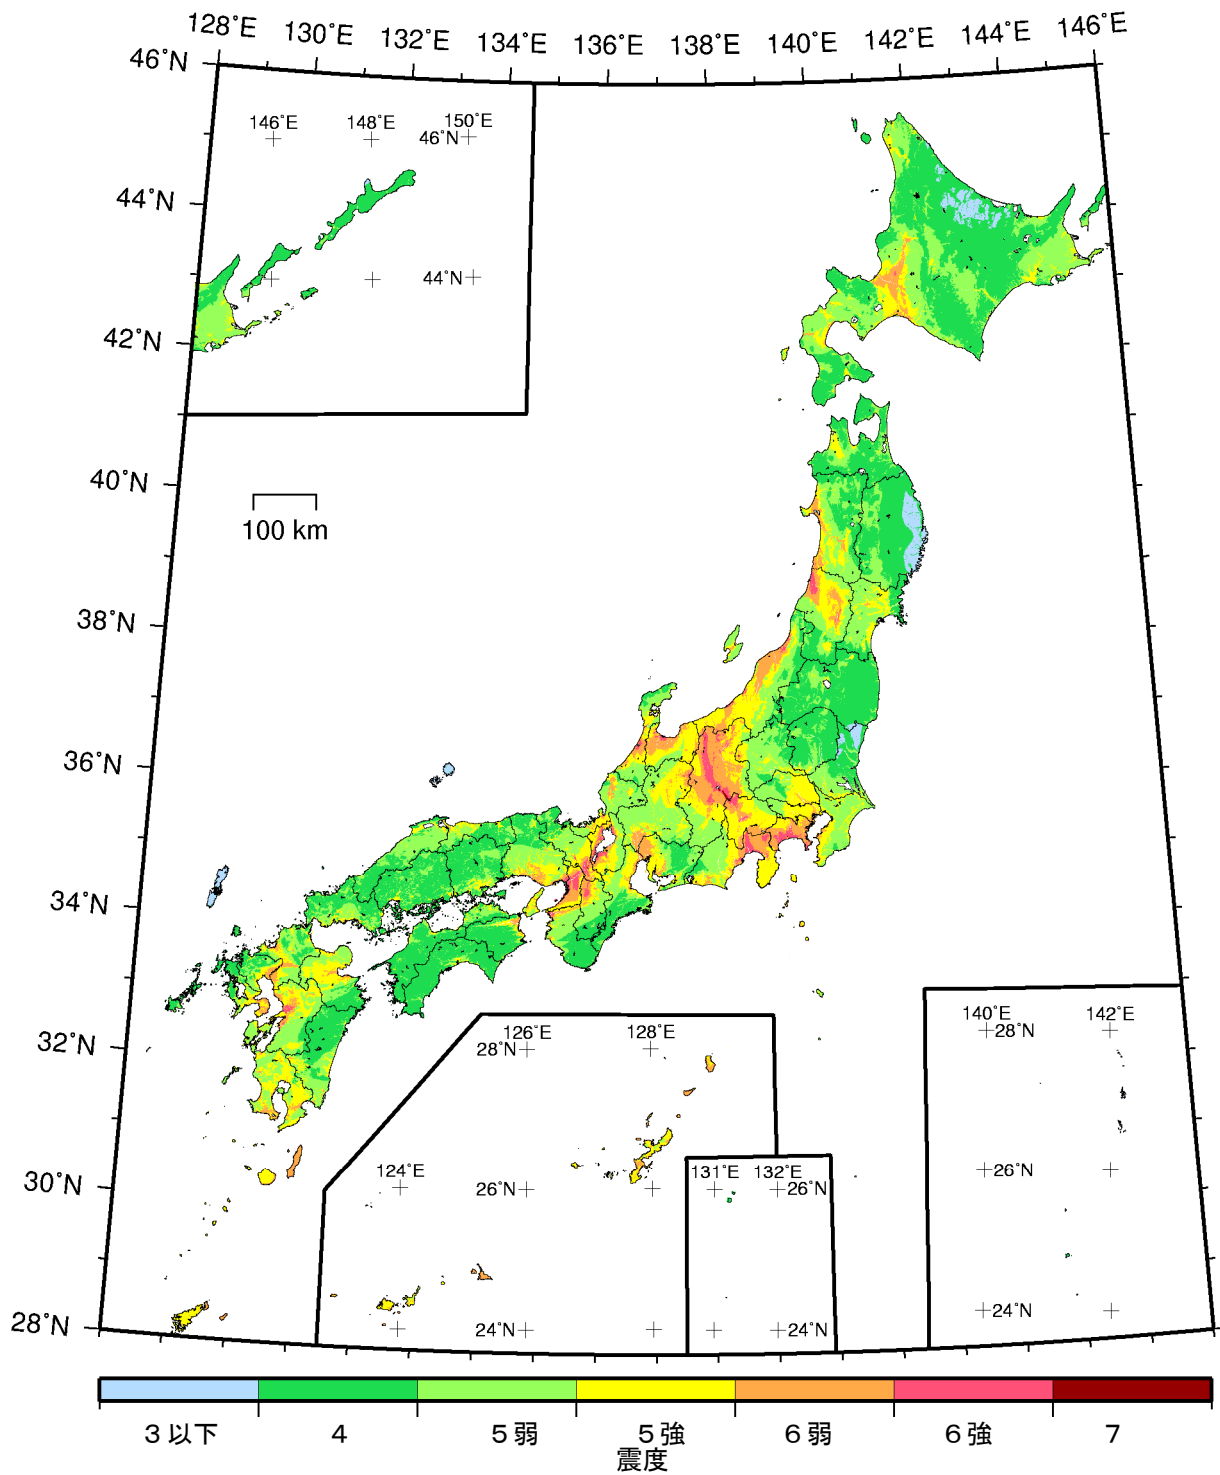 128°E 130°E 132°E 134°E 136°E 138°E 140°E 142°E 144°E 146°E
46°N
146°E 148°E 150°E
46°N
44°N
44°N
42°N
40°N
100 km
38°N
36°N
34°N
32°N
30°N
28°N
126°E 128°E
28°N
124°E
26°N
24°N
131°E 132°E
26°N
24°N
140°E 142°E
28°N
26°N
24°N
3以下 4 5弱 5強 6弱 6強 7
震度